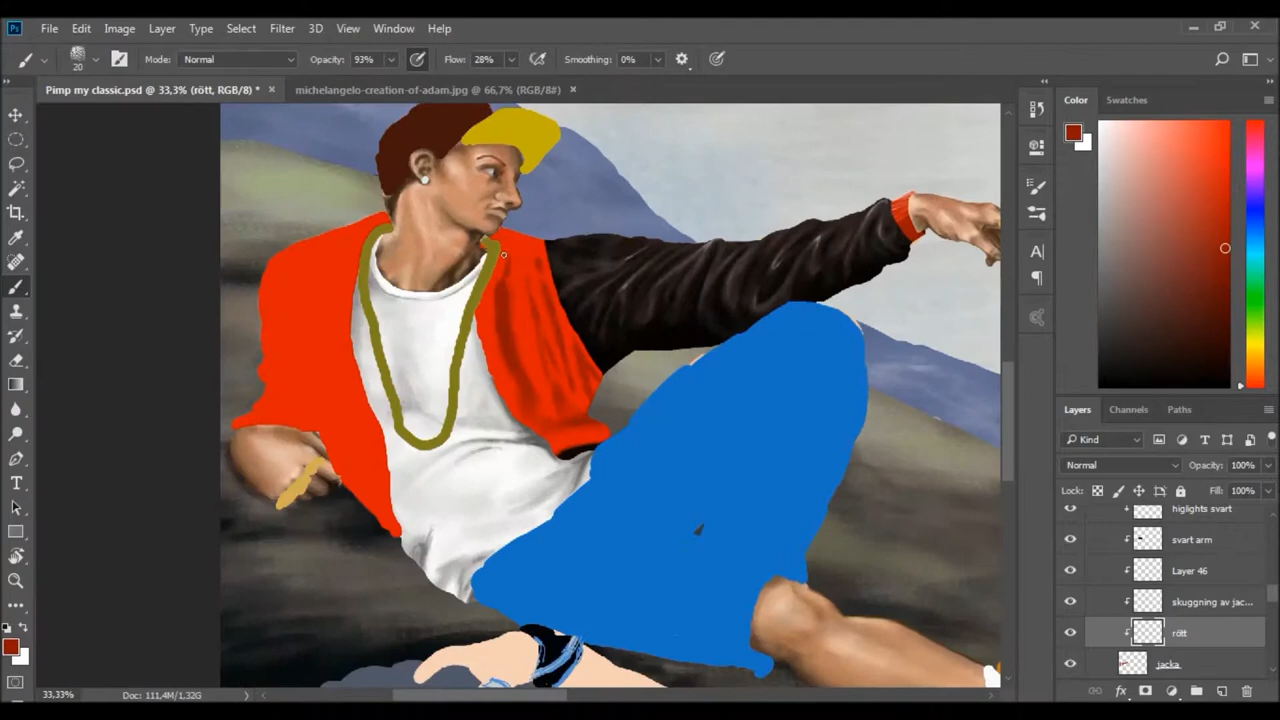 Ps File Edit Image Layer Type Select Filter 3D View Window Help
20 Mode: Normal Opacity: 93% Flow: 28% Smoothing: 0%
Pimp my classic.psd @ 33,3% (rött, RGB/8) * × michelangelo-creation-of-adam.jpg @ 66,7% (RGB/8#) ×
Color Swatches
Layers Channels Paths
Kind
Normal Opacity: 100%
Lock: Fill: 100%
higlights svart
svart arm
Layer 46
skuggning av jac...
rött
jacka
33,33% Doc: 111,4M/1,32G